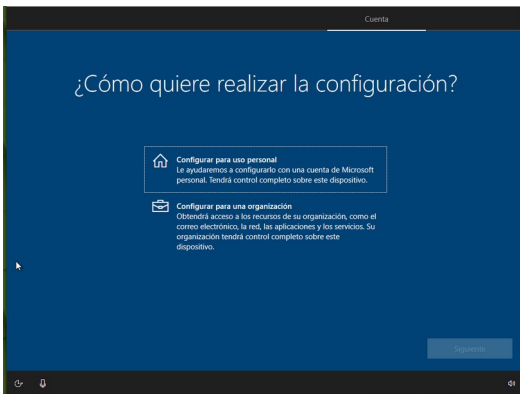 Cuenta
¿Cómo quiere realizar la configuración?
Configurar para uso personal
Le ayudaremos a configurarlo con una cuenta de Microsoft
personal. Tendrá control completo sobre este dispositivo.
Configurar para una organización
Obtendrá acceso a los recursos de su organización, como el
correo electrónico, la red, las aplicaciones y los servicios. Su
organización tendrá control completo sobre este
dispositivo.
Siguiente